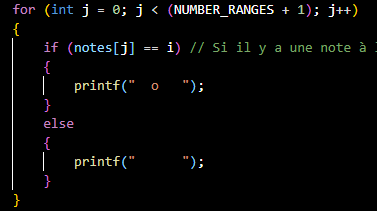 for (int j = 0; j < (NUMBER_RANGES + 1); j++)
{
if (notes[j] == i) // Si il y a une note à
{
printf("  o   ");
}
else
{
printf("      ");
}
}